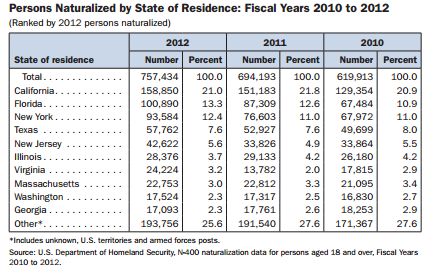 Persons Naturalized by State of Residence: Fiscal Years 2010 to 2012
(Ranked by 2012 persons naturalized)
2012 2011 2010
State of residence Number Percent Number Percent Number Percent
Total. . . . . . . . . . . . 757,434 100.0 694,193 100.0 619,913 100.0
California. . . . . . . . . . . 158,850 21.0 151,183 21.8 129,354 20.9
Florida. . . . . . . . . . . . . 100,890 13.3 87,309 12.6 67,484 10.9
New York. . . . . . . . . . . 93,584 12.4 76,603 11.0 67,972 11.0
Texas . . . . . . . . . . . . . 57,762 7.6 52,927 7.6 49,699 8.0
New Jersey . . . . . . . . . 42,622 5.6 33,826 4.9 33,864 5.5
Illinois. . . . . . . . . . . . . 28,376 3.7 29,133 4.2 26,180 4.2
Virginia . . . . . . . . . . . . 24,224 3.2 13,782 2.0 17,815 2.9
Massachusetts . . . . . . . 22,753 3.0 22,812 3.3 21,095 3.4
Washington . . . . . . . . . 17,524 2.3 17,317 2.5 16,830 2.7
Georgia . . . . . . . . . . . . 17,093 2.3 17,761 2.6 18,253 2.9
Other*. . . . . . . . . . . . . 193,756 25.6 191,540 27.6 171,367 27.6
*Includes unknown, U.S. territories and armed forces posts.
Source: U.S. Department of Homeland Security, N-400 naturalization data for persons aged 18 and over, Fiscal Years
2010 to 2012.